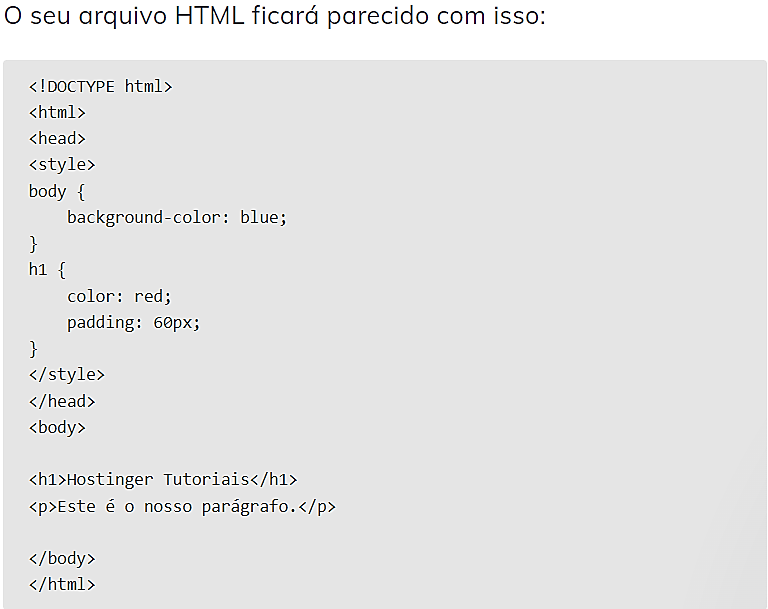 O seu arquivo HTML ficará parecido com isso:
<!DOCTYPE html>
<html>
<head>
<style>
body {
    background-color: blue;
}
h1 {
    color: red;
    padding: 60px;
}
</style>
</head>
<body>

<h1>Hostinger Tutoriais</h1>
<p>Este é o nosso parágrafo.</p>

</body>
</html>